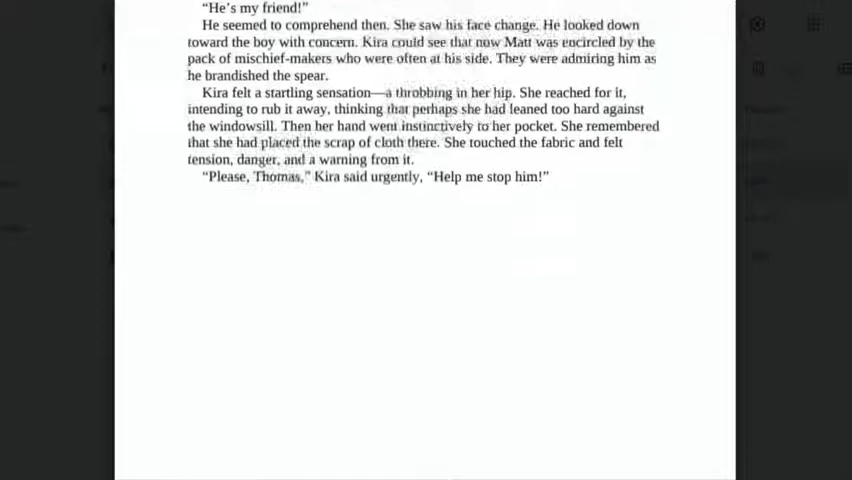 “He’s my friend!”
He seemed to comprehend then. She saw his face change. He looked down
toward the boy with concern. Kira could see that now Matt was encircled by the
pack of mischief-makers who were often at his side. They were admiring him as
he brandished the spear.
Kira felt a startling sensation—a throbbing in her hip. She reached for it,
intending to rub it away, thinking that perhaps she had leaned too hard against
the windowsill. Then her hand went instinctively to her pocket. She remembered
that she had placed the scrap of cloth there. She touched the fabric and felt
tension, danger, and a warning from it.
“Please, Thomas,” Kira said urgently, “Help me stop him!”